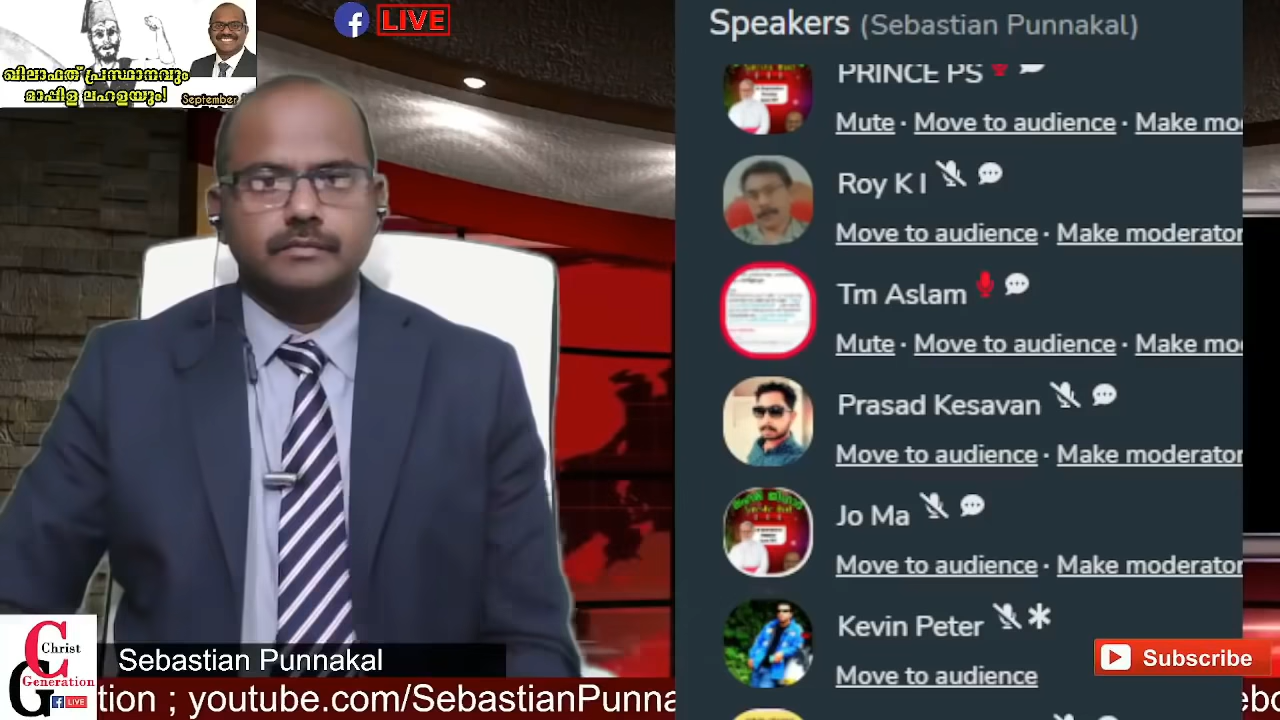 ഖിലാഫത് പ്രസ്ഥാനവും
മാപ്പിള ലഹളയും!
September
LIVE
Speakers (Sebastian Punnakal)
PRINCE PS
Mute · Move to audience · Make mo
Roy K I
Move to audience · Make moderator
Tm Aslam
Mute · Move to audience · Make mo
Prasad Kesavan
Move to audience · Make moderator
Jo Ma
Move to audience · Make moderator
Kevin Peter
Move to audience
Subscribe
Christ
Generation
LIVE
Sebastian Punnakal
tion ; youtube.com/SebastianPunna